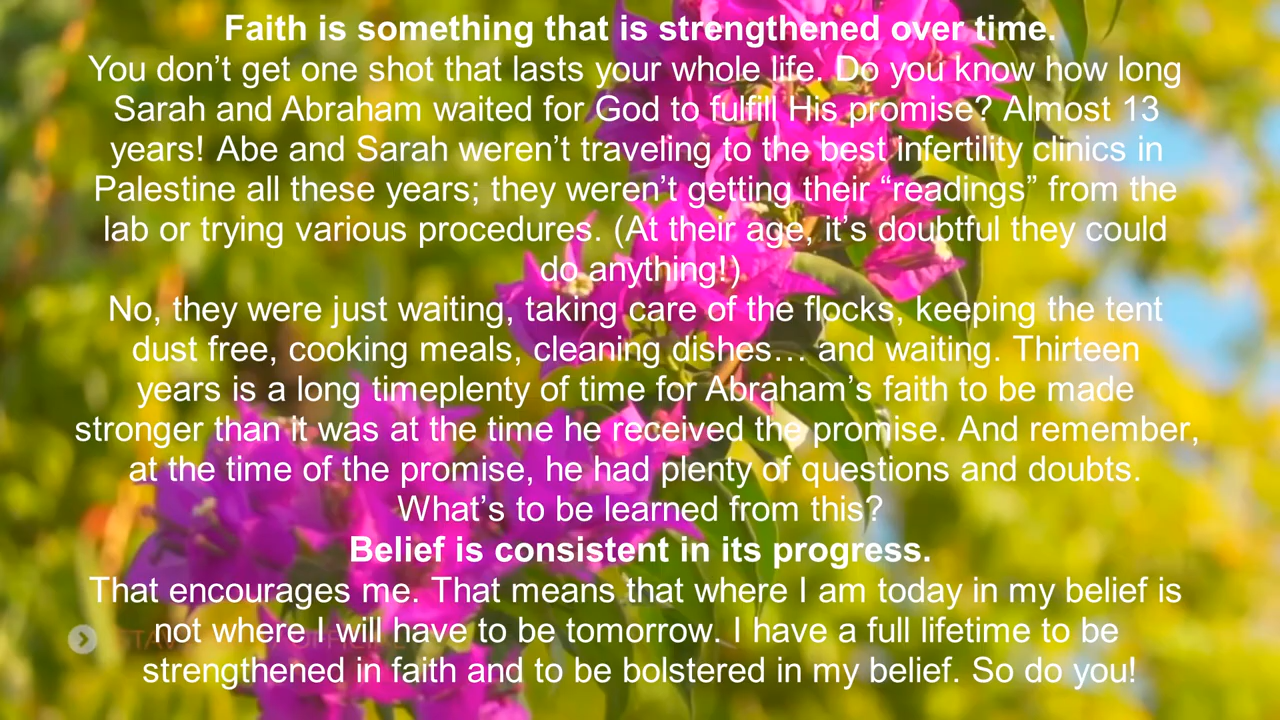 Faith is something that is strengthened over time.
You don’t get one shot that lasts your whole life. Do you know how long
Sarah and Abraham waited for God to fulfill His promise? Almost 13
years! Abe and Sarah weren’t traveling to the best infertility clinics in
Palestine all these years; they weren’t getting their “readings” from the
lab or trying various procedures. (At their age, it’s doubtful they could
do anything!)
No, they were just waiting, taking care of the flocks, keeping the tent
dust free, cooking meals, cleaning dishes… and waiting. Thirteen
years is a long timeplenty of time for Abraham’s faith to be made
stronger than it was at the time he received the promise. And remember,
at the time of the promise, he had plenty of questions and doubts.
What’s to be learned from this?
Belief is consistent in its progress.
That encourages me. That means that where I am today in my belief is
not where I will have to be tomorrow. I have a full lifetime to be
strengthened in faith and to be bolstered in my belief. So do you!